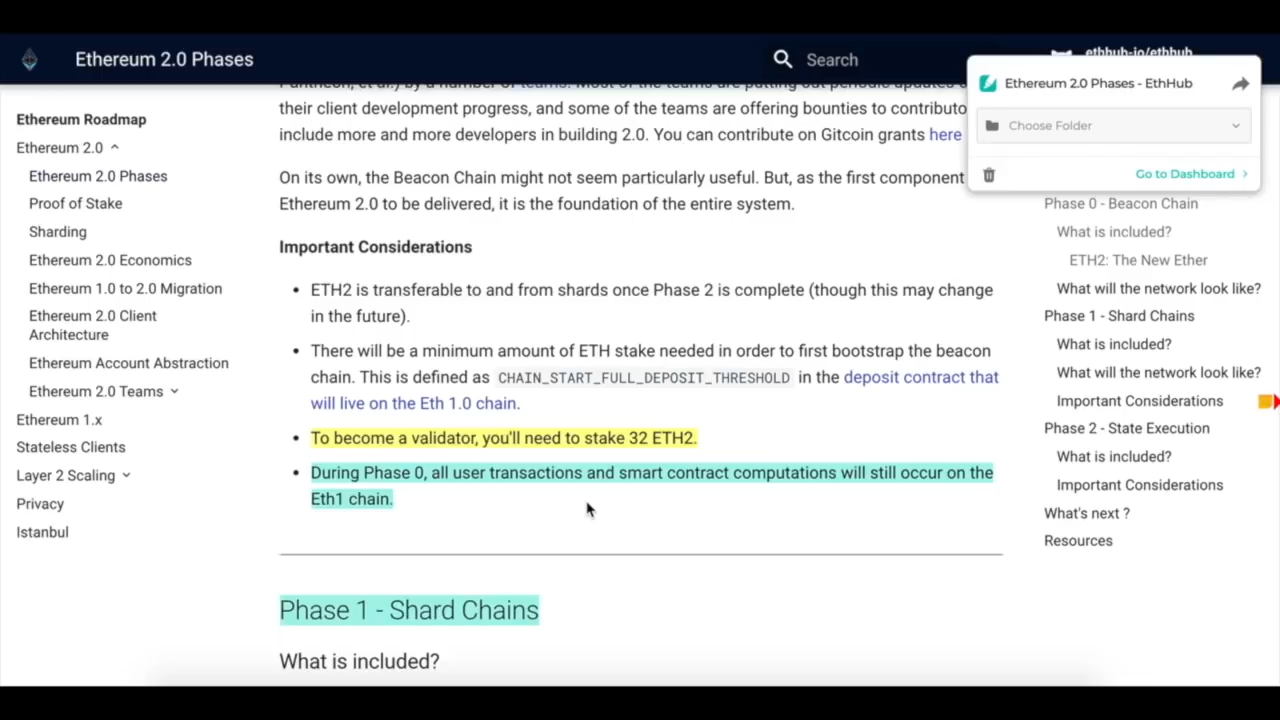 Ethereum 2.0 Phases
Search
ethhub-io/ethhub
Ethereum 2.0 Phases - EthHub
Choose Folder
Go to Dashboard
Ethereum Roadmap
Ethereum 2.0
Ethereum 2.0 Phases
Proof of Stake
Sharding
Ethereum 2.0 Economics
Ethereum 1.0 to 2.0 Migration
Ethereum 2.0 Client
Architecture
Ethereum Account Abstraction
Ethereum 2.0 Teams
Ethereum 1.x
Stateless Clients
Layer 2 Scaling
Privacy
Istanbul
their client development progress, and some of the teams are offering bounties to
include more and more developers in building 2.0. You can contribute on Gitcoin grants here
On its own, the Beacon Chain might not seem particularly useful. But, as the first component
Ethereum 2.0 to be delivered, it is the foundation of the entire system.
Important Considerations
• ETH2 is transferable to and from shards once Phase 2 is complete (though this may change
in the future).
• There will be a minimum amount of ETH stake needed in order to first bootstrap the beacon
chain. This is defined as CHAIN_START_FULL_DEPOSIT_THRESHOLD in the deposit contract that
will live on the Eth 1.0 chain.
• To become a validator, you'll need to stake 32 ETH2.
• During Phase 0, all user transactions and smart contract computations will still occur on the
Eth1 chain.
Phase 1 - Shard Chains
What is included?
Phase 0 - Beacon Chain
What is included?
ETH2: The New Ether
What will the network look like?
Phase 1 - Shard Chains
What is included?
What will the network look like?
Important Considerations
Phase 2 - State Execution
What is included?
Important Considerations
What's next ?
Resources